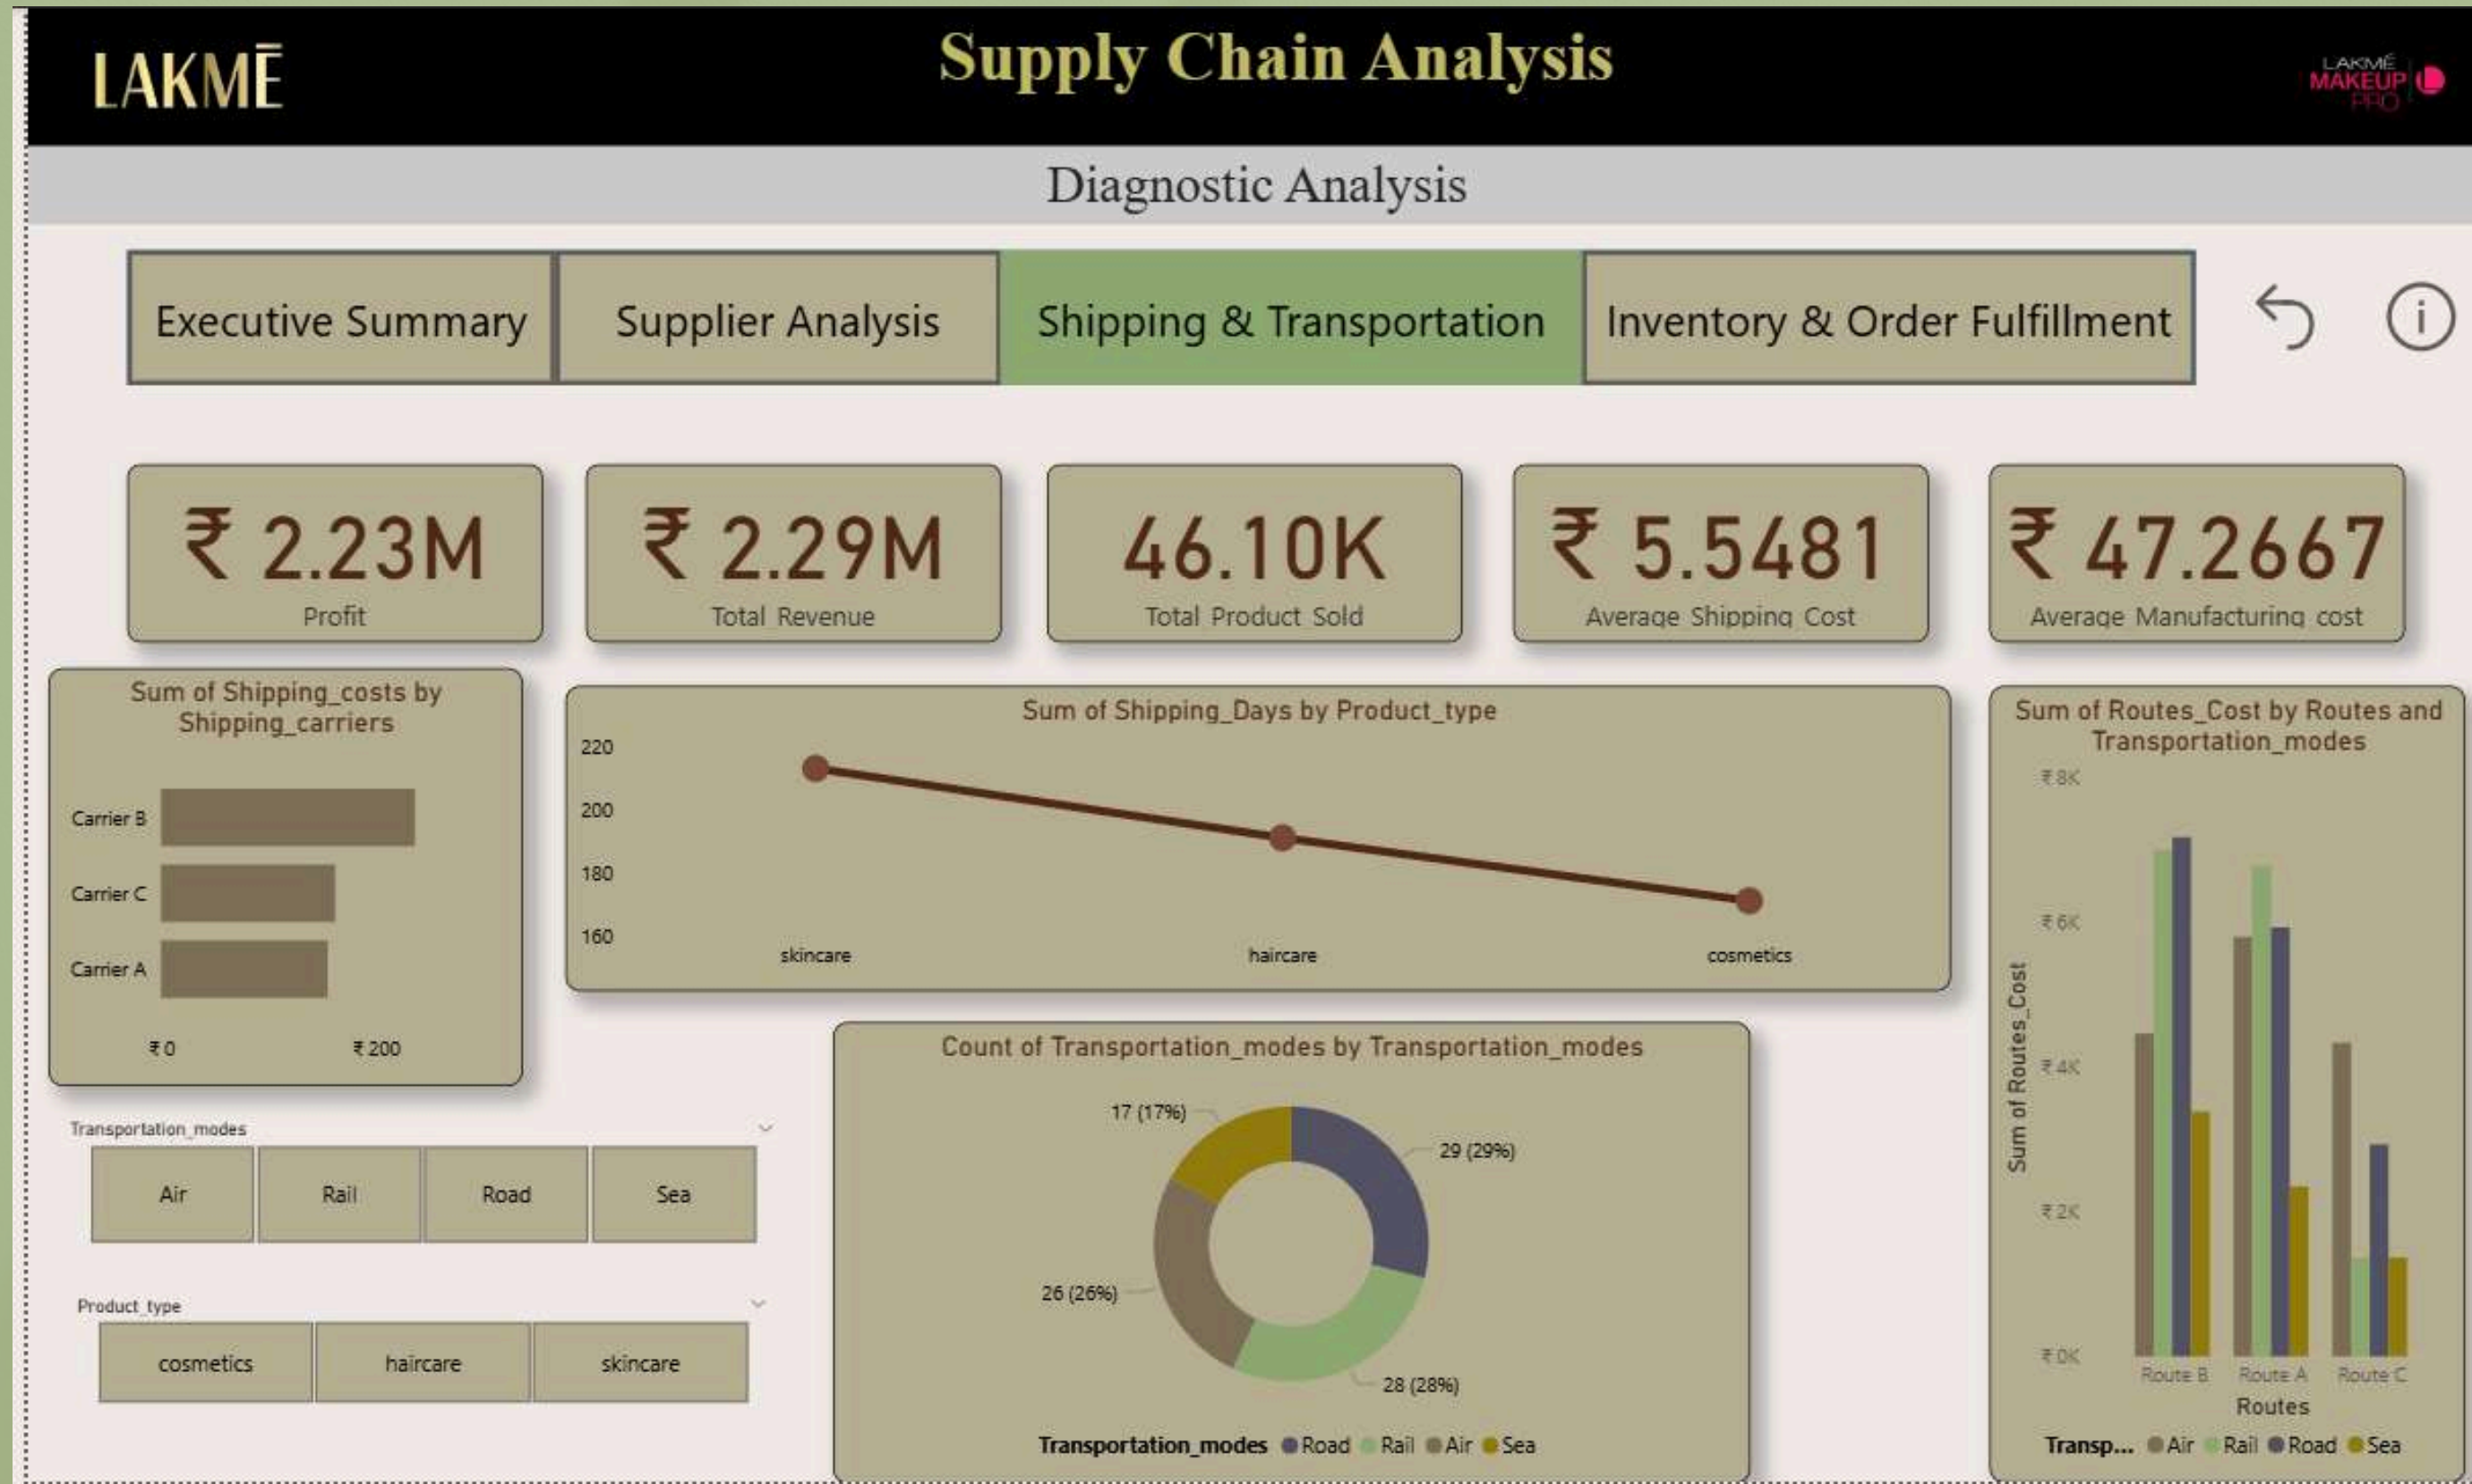 LAKMĒ
Supply Chain Analysis
LAKMÉ
MAKEUP
PRO
Diagnostic Analysis
Executive Summary
Supplier Analysis
Shipping & Transportation
Inventory & Order Fulfillment
i
₹ 2.23M
Profit
₹ 2.29M
Total Revenue
46.10K
Total Product Sold
₹ 5.5481
Average Shipping Cost
₹ 47.2667
Average Manufacturing cost
Sum of Shipping_costs by
Shipping_carriers
Carrier B
Carrier C
Carrier A
₹ 0
₹ 200
Sum of Shipping_Days by Product_type
220
200
180
160
skincare
haircare
cosmetics
Sum of Routes_Cost by Routes and
Transportation_modes
₹ 8K
₹ 6K
₹ 4K
₹ 2K
₹ 0K
Sum of Routes_Cost
Route B
Route A
Route C
Routes
Transp... Air Rail Road Sea
Transportation_modes
Air
Rail
Road
Sea
Product_type
cosmetics
haircare
skincare
Count of Transportation_modes by Transportation_modes
17 (17%)
29 (29%)
26 (26%)
28 (28%)
Transportation_modes Road Rail Air Sea